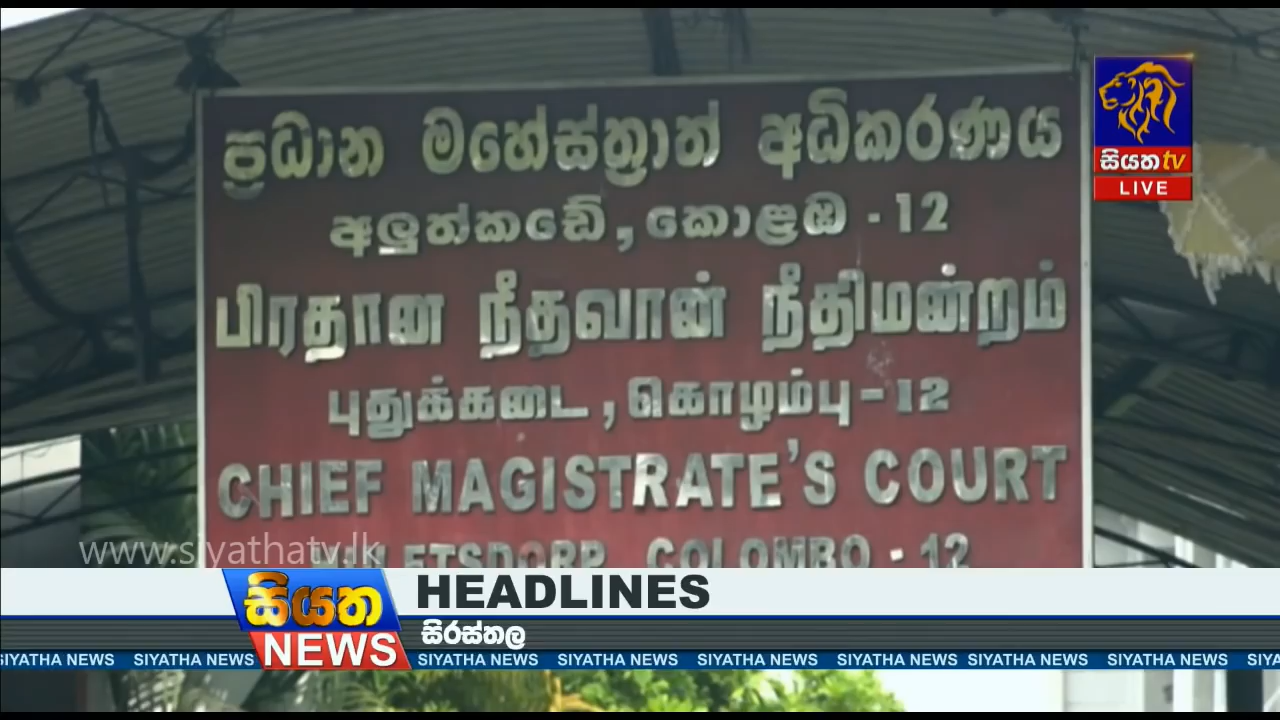 ප්‍රධාන මහේස්ත්‍රාත් අධිකරණය
අලුත්කඩේ, කොළඹ - 12
பிரதான நீதவான் நீதிமன்றம்
புதுக்கடை, கொழம்பு - 12
CHIEF MAGISTRATE'S COURT
COLOMBO - 12
සියත tv
LIVE
www.siyathatv.lk
සියත
NEWS
HEADLINES
සිරස්තල
SIYATHA NEWS SIYATHA NEWS SIYATHA NEWS SIYATHA NEWS SIYATHA NEWS SIYATHA NEWS SIYATHA NEWS SIYATHA NEWS